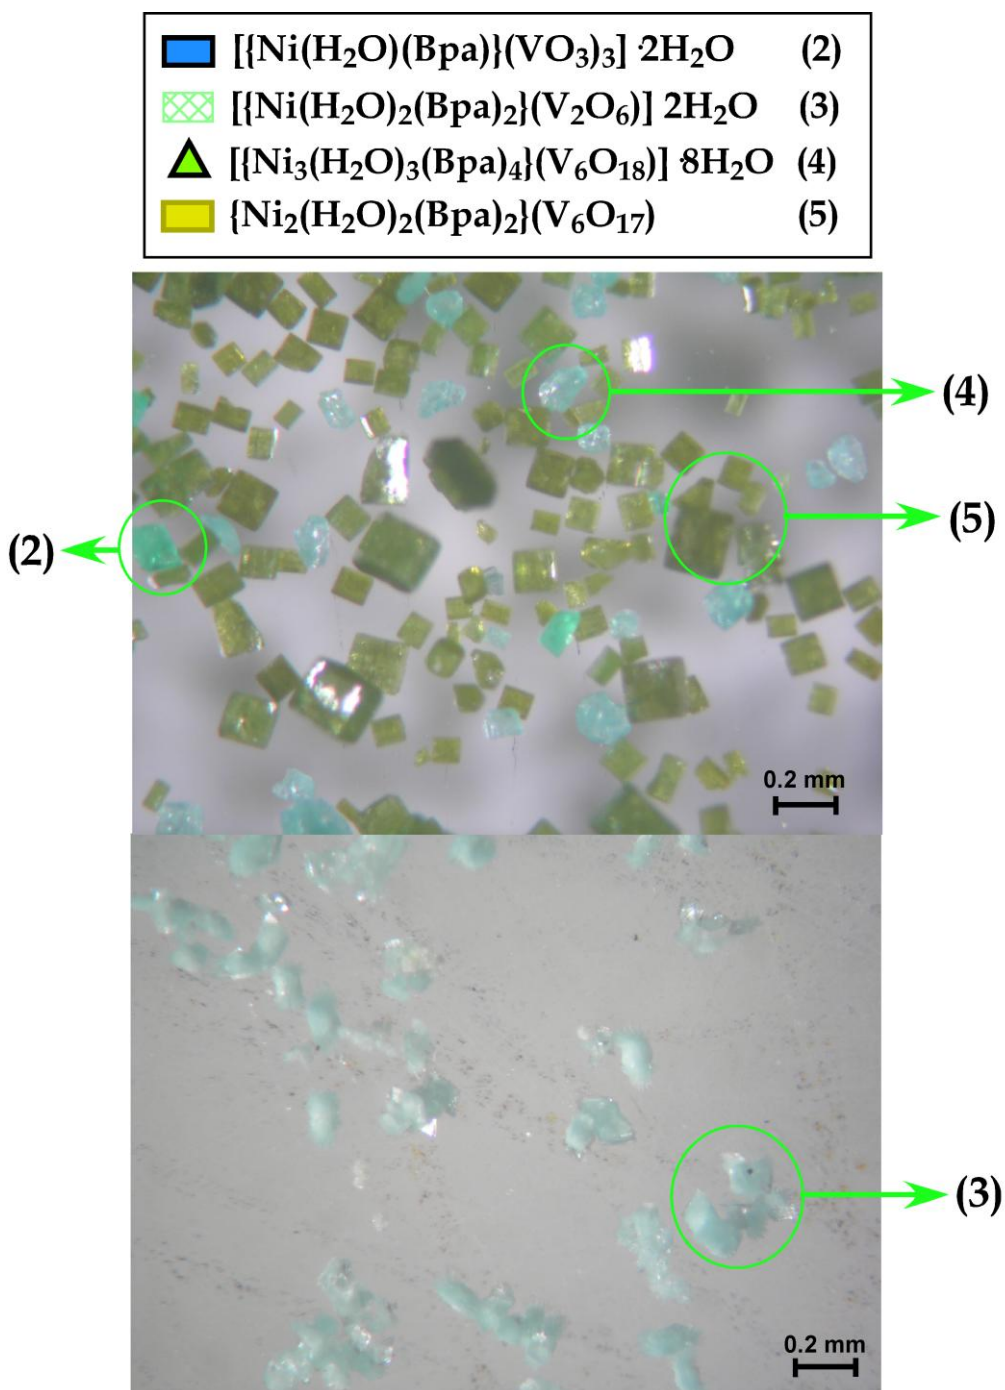 [{Ni(H₂O)(Bpa)}(VO₃)₃] ·2H₂O (2)
[{Ni(H₂O)₂(Bpa)₂}(V₂O₆)] 2H₂O (3)
[{Ni₃(H₂O)₃(Bpa)₄}(V₆O₁₈)] ·8H₂O (4)
{Ni₂(H₂O)₂(Bpa)₂}(V₆O₁₇) (5)
(4)
(5)
(2)
0.2 mm
(3)
0.2 mm